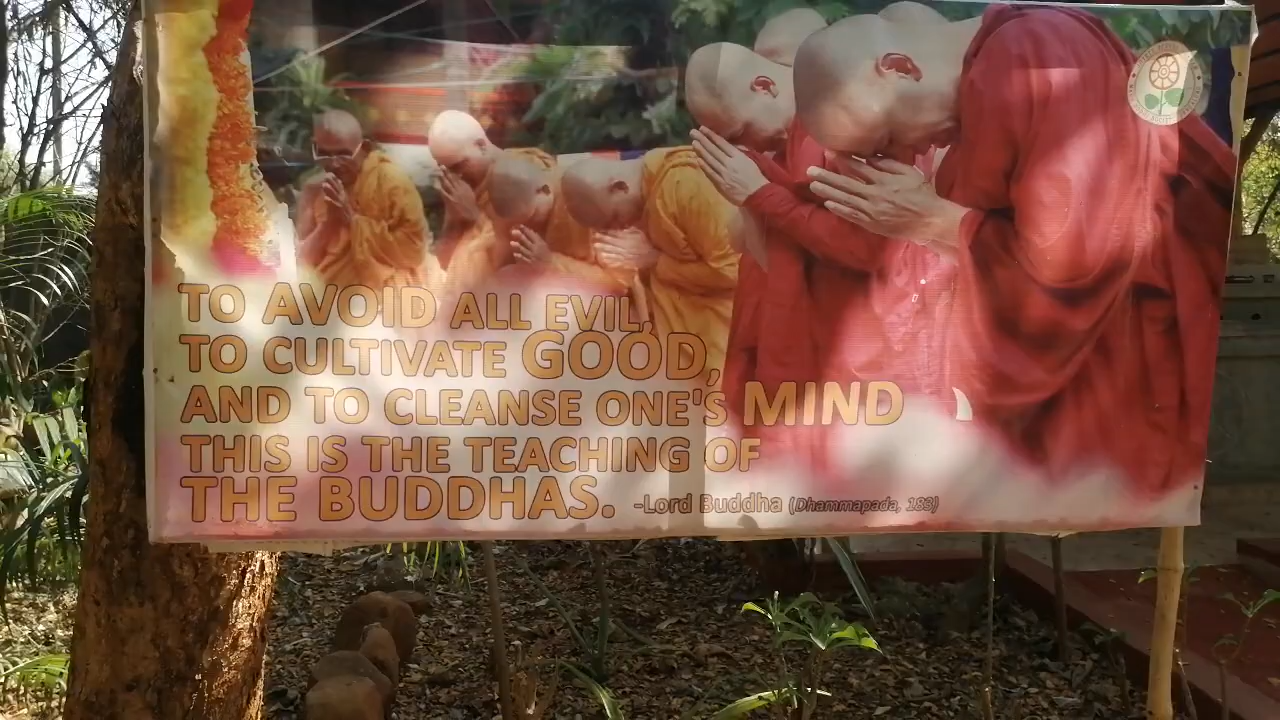 TO AVOID ALL EVIL,
TO CULTIVATE GOOD,
AND TO CLEANSE ONE'S MIND
THIS IS THE TEACHING OF
THE BUDDHAS. -Lord Buddha (Dhammapada, 183)